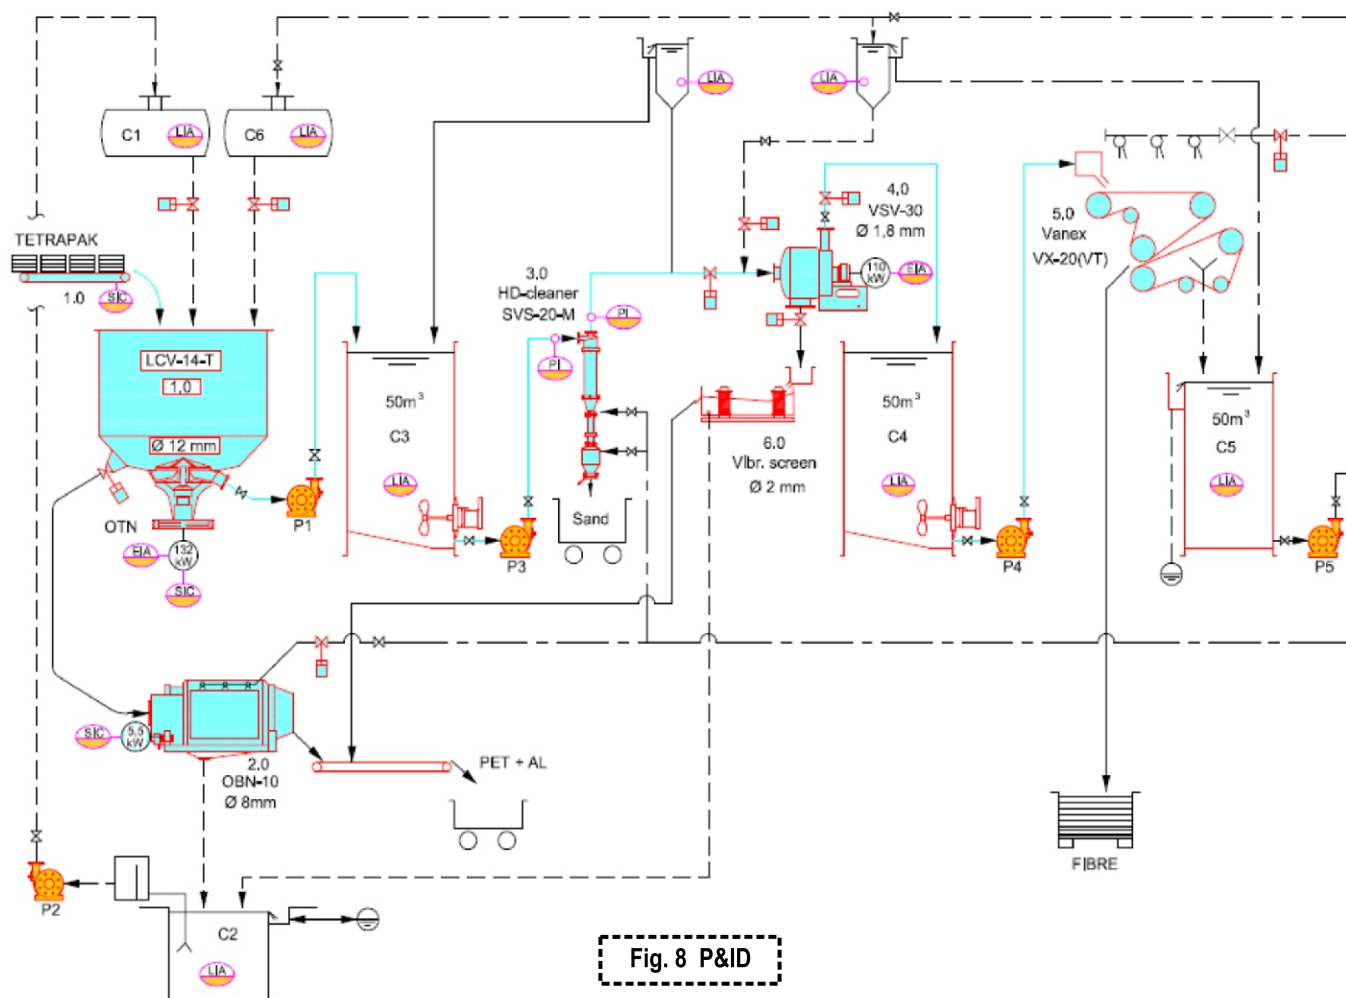 C1
LIA
C6
LIA
LIA
LIA
TETRAPAK
1.0
SIC
LCV-14-T
1,0
Ø 12 mm
OTN
EIA
132
kW
SIC
P1
50m³
C3
LIA
P3
3.0
HD-cleaner
SVS-20-M
PI
PI
Sand
4,0
VSV-30
Ø 1,8 mm
110
kW
EIA
6.0
Vibr. screen
Ø 2 mm
50m³
C4
LIA
P4
5.0
Vanex
VX-20(VT)
50m³
C5
LIA
P5
SIC
5,5
kW
2.0
OBN-10
Ø 8mm
PET + AL
FIBRE
P2
C2
LIA
Fig. 8 P&ID